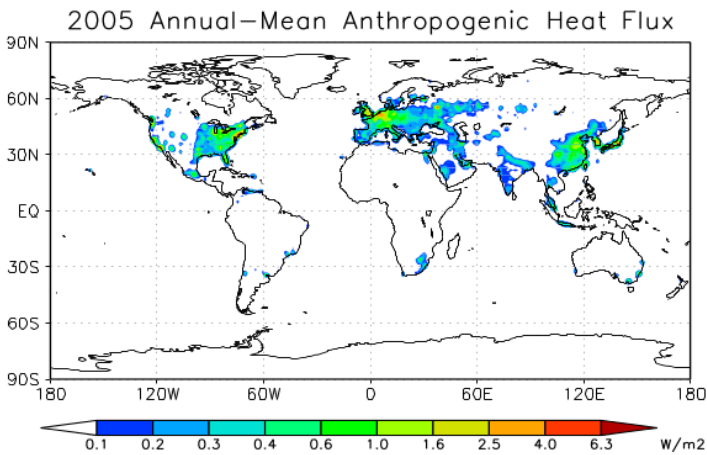 2005 Annual-Mean Anthropogenic Heat Flux
90N
60N
30N
EQ
30S
60S
90S
180 120W 60W 0 60E 120E 180
0.1 0.2 0.3 0.4 0.6 1.0 1.6 2.5 4.0 6.3 W/m2